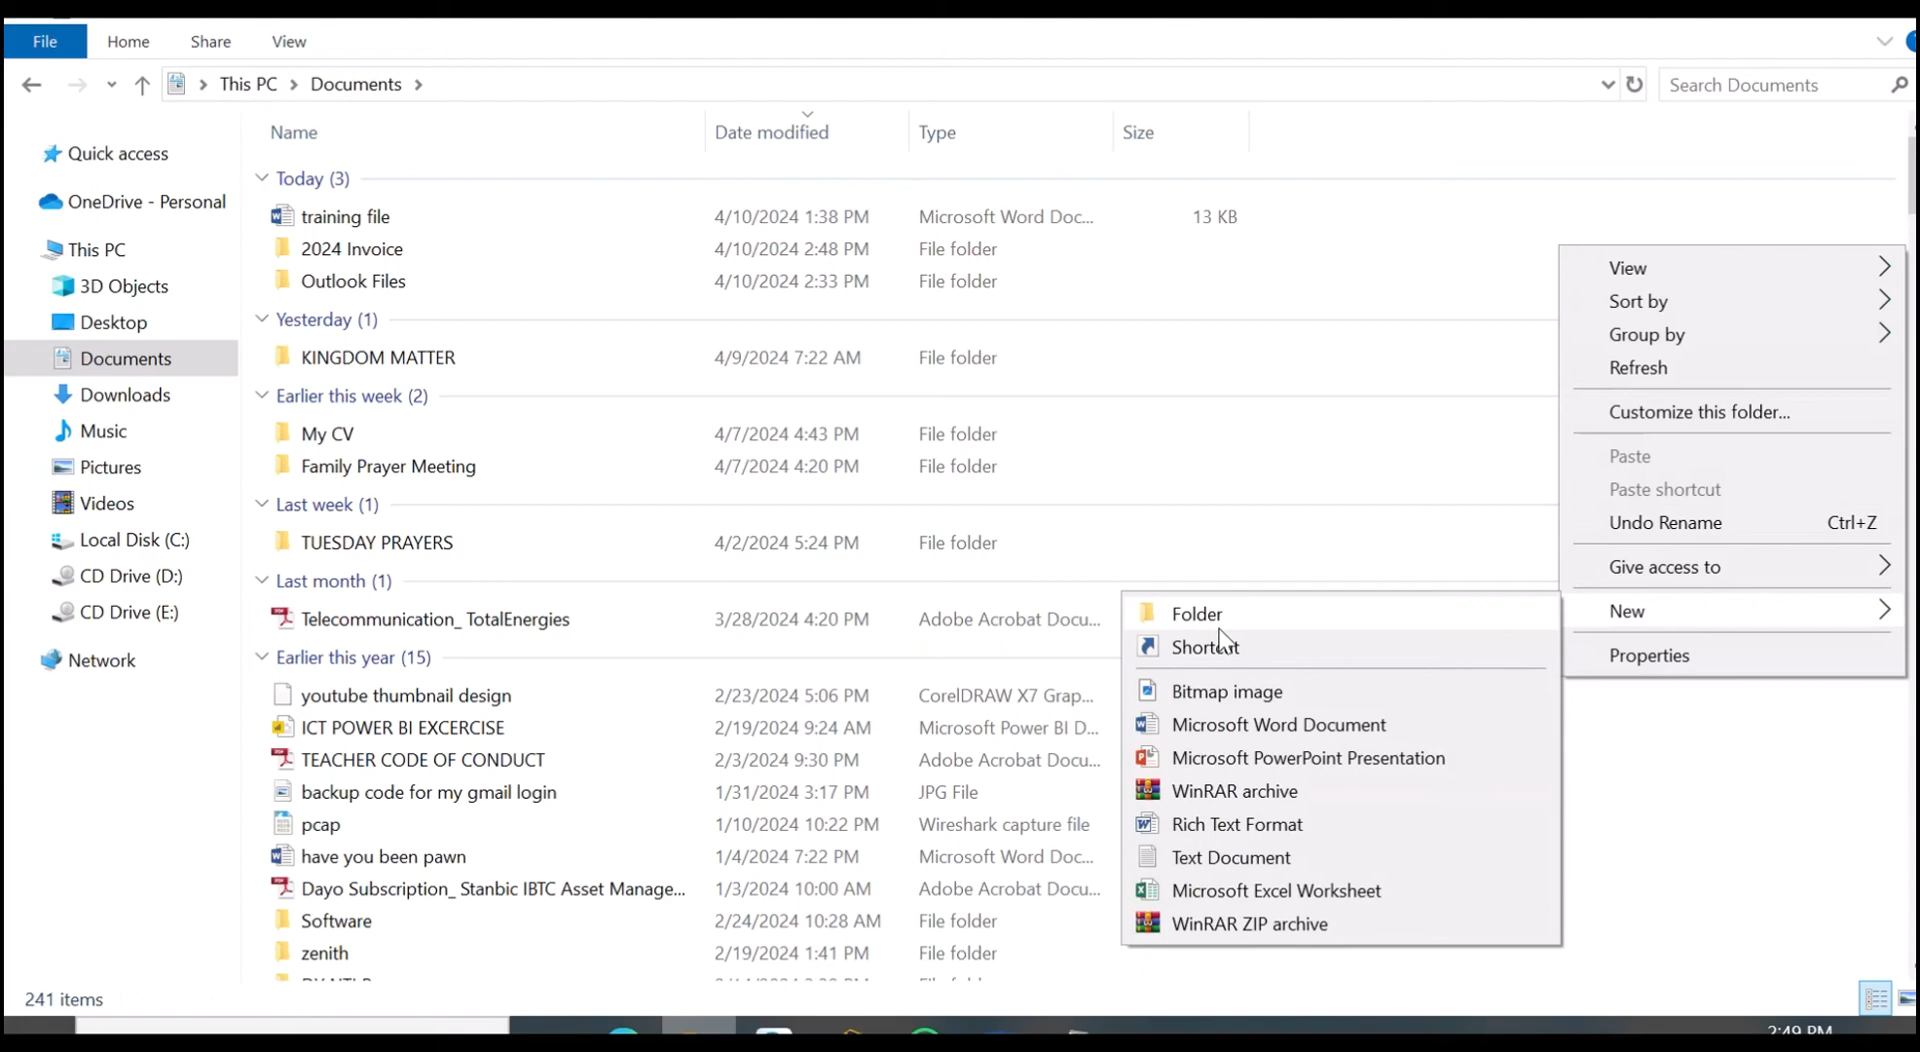 File Home Share View
This PC Documents Search Documents
Name Date modified Type Size
Quick access
OneDrive - Personal
This PC
3D Objects
Desktop
Documents
Downloads
Music
Pictures
Videos
Local Disk (C:)
CD Drive (D:)
CD Drive (E:)
Network
Today (3)
training file 4/10/2024 1:38 PM Microsoft Word Doc... 13 KB
2024 Invoice 4/10/2024 2:48 PM File folder
Outlook Files 4/10/2024 2:33 PM File folder
Yesterday (1)
KINGDOM MATTER 4/9/2024 7:22 AM File folder
Earlier this week (2)
My CV 4/7/2024 4:43 PM File folder
Family Prayer Meeting 4/7/2024 4:20 PM File folder
Last week (1)
TUESDAY PRAYERS 4/2/2024 5:24 PM File folder
Last month (1)
Telecommunication_ TotalEnergies 3/28/2024 4:20 PM Adobe Acrobat Docu...
Earlier this year (15)
youtube thumbnail design 2/23/2024 5:06 PM CorelDRAW X7 Grap...
ICT POWER BI EXCERCISE 2/19/2024 9:24 AM Microsoft Power BI D...
TEACHER CODE OF CONDUCT 2/3/2024 9:30 PM Adobe Acrobat Docu...
backup code for my gmail login 1/31/2024 3:17 PM JPG File
pcap 1/10/2024 10:22 PM Wireshark capture file
have you been pawn 1/4/2024 7:22 PM Microsoft Word Doc...
Dayo Subscription_ Stanbic IBTC Asset Manage... 1/3/2024 10:00 AM Adobe Acrobat Docu...
Software 2/24/2024 10:28 AM File folder
zenith 2/19/2024 1:41 PM File folder
View
Sort by
Group by
Refresh
Customize this folder...
Paste
Paste shortcut
Undo Rename Ctrl+Z
Give access to
New
Properties
Folder
Shortcut
Bitmap image
Microsoft Word Document
Microsoft PowerPoint Presentation
WinRAR archive
Rich Text Format
Text Document
Microsoft Excel Worksheet
WinRAR ZIP archive
241 items
2:49 PM